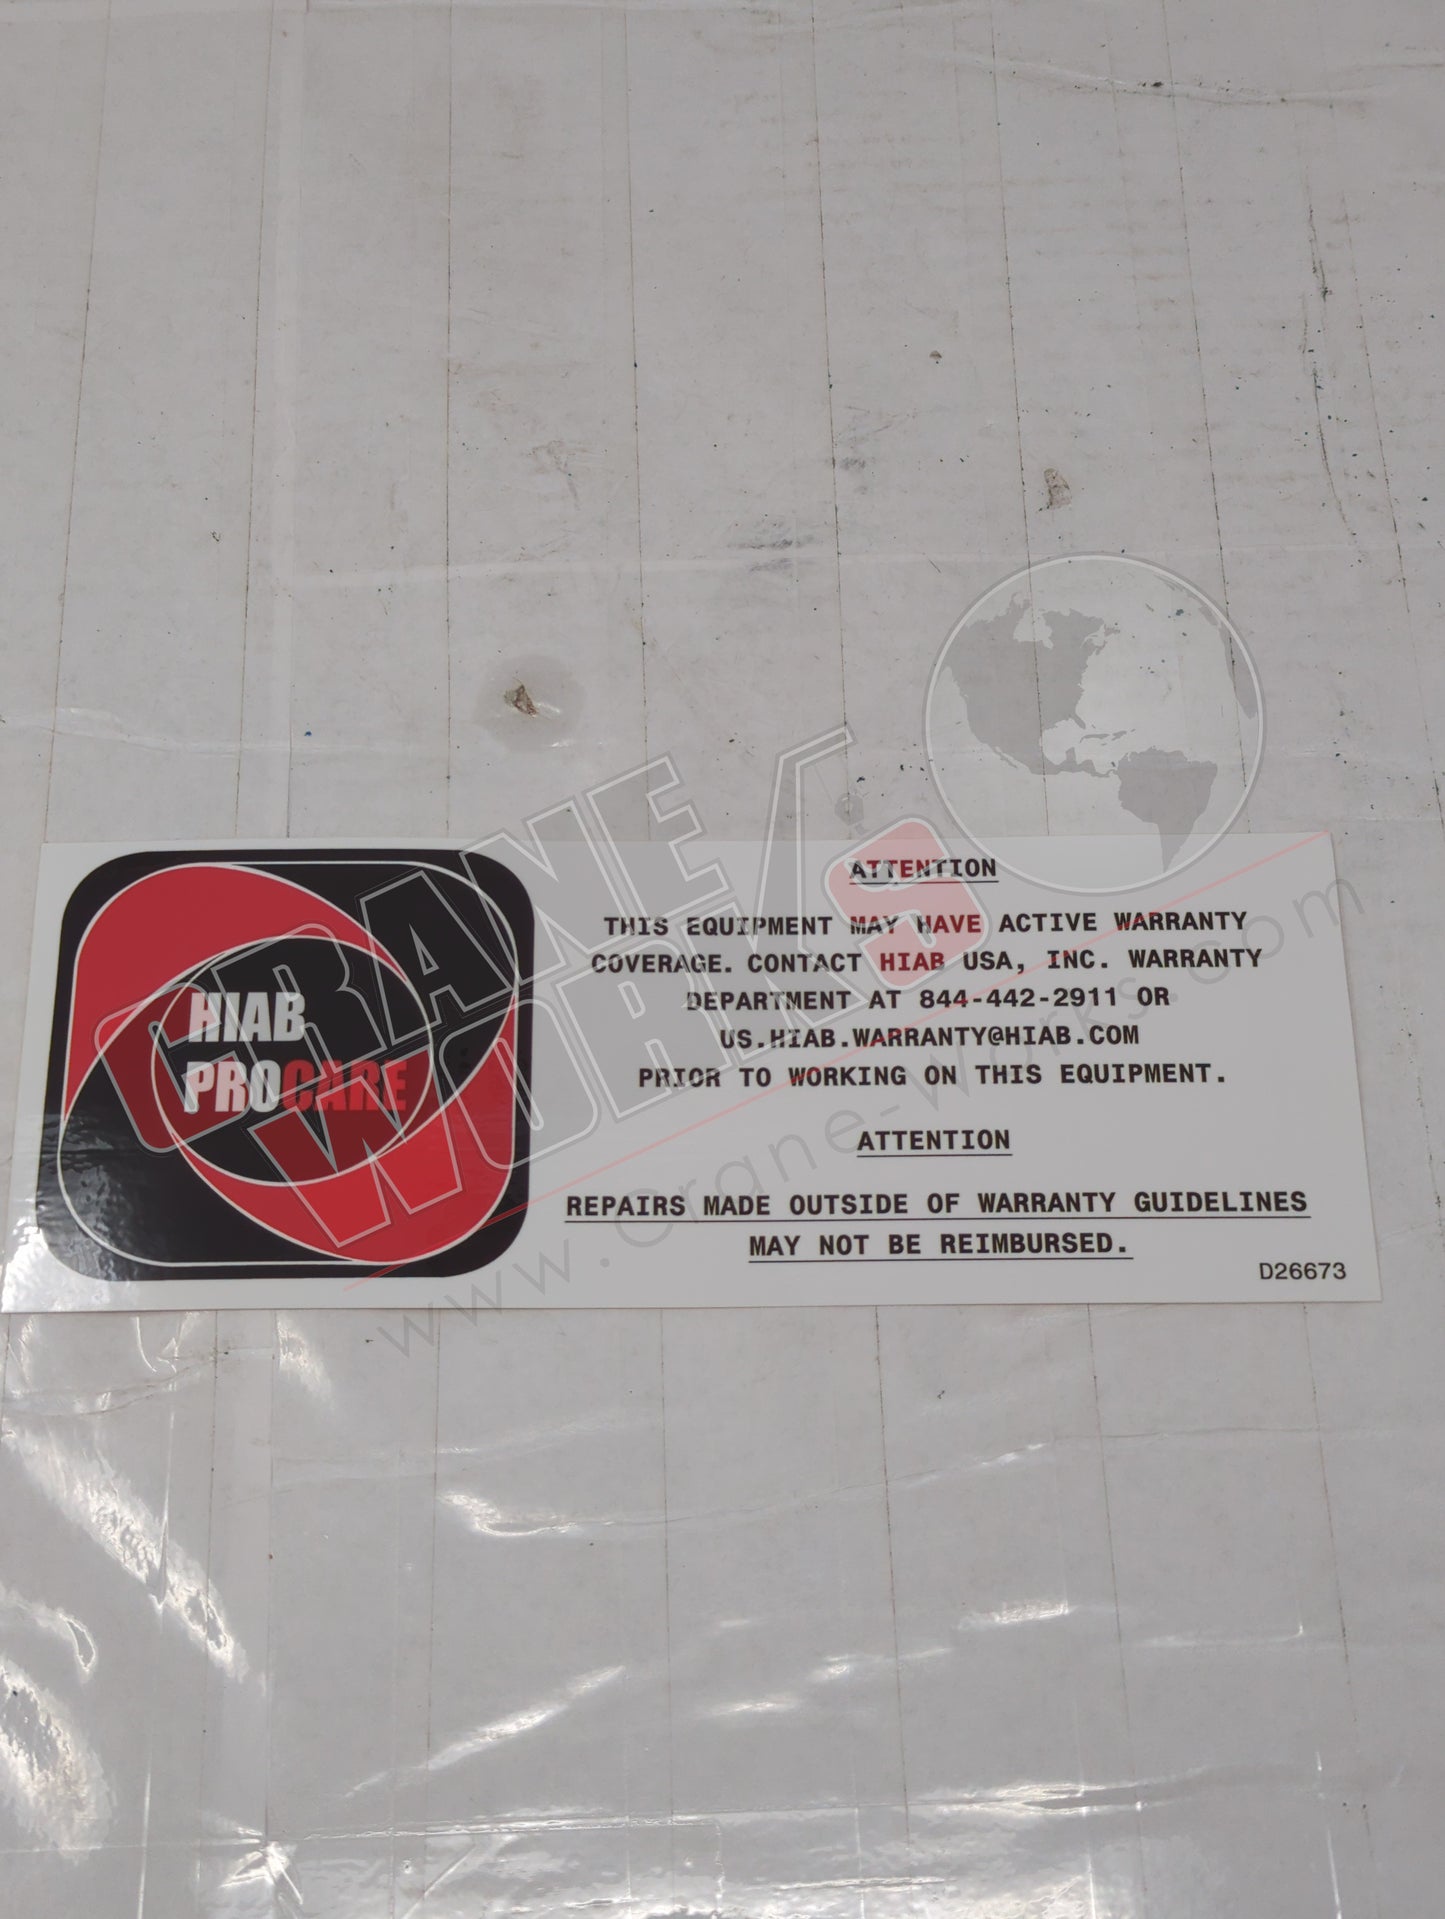 HIAB
PROCARE
ATTENTION
THIS EQUIPMENT MAY HAVE ACTIVE WARRANTY
COVERAGE. CONTACT HIAB USA, INC. WARRANTY
DEPARTMENT AT 844-442-2911 OR
US.HIAB.WARRANTY@HIAB.COM
PRIOR TO WORKING ON THIS EQUIPMENT.
ATTENTION
REPAIRS MADE OUTSIDE OF WARRANTY GUIDELINES
MAY NOT BE REIMBURSED.
D26673
CRANE
WORKS
www.crane-works.com